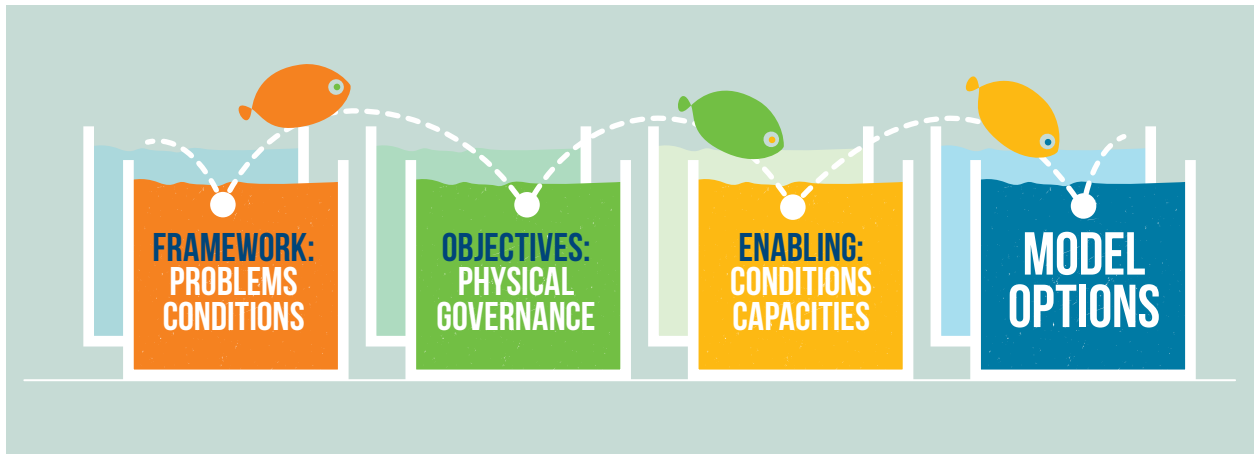 FRAMEWORK:
PROBLEMS
CONDITIONS
OBJECTIVES:
PHYSICAL
GOVERNANCE
ENABLING:
CONDITIONS
CAPACITIES
MODEL
OPTIONS